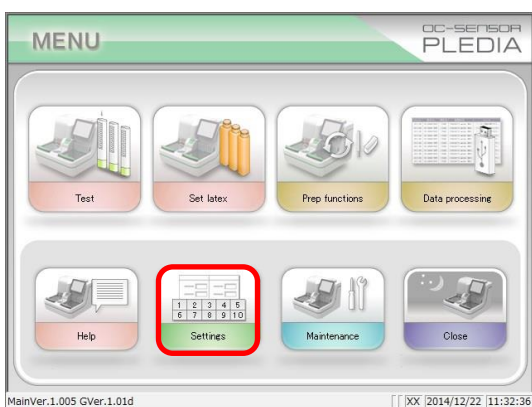 MENU
OC-SENSOR
PLEDIA
Test
Set latex
Prep functions
Data processing
1 2 3 4 5
6 7 8 9 10
Help
Settings
Maintenance
Close
MainVer.1.005 GVer.1.01d
[ [ XX 2014/12/22 11:32:36